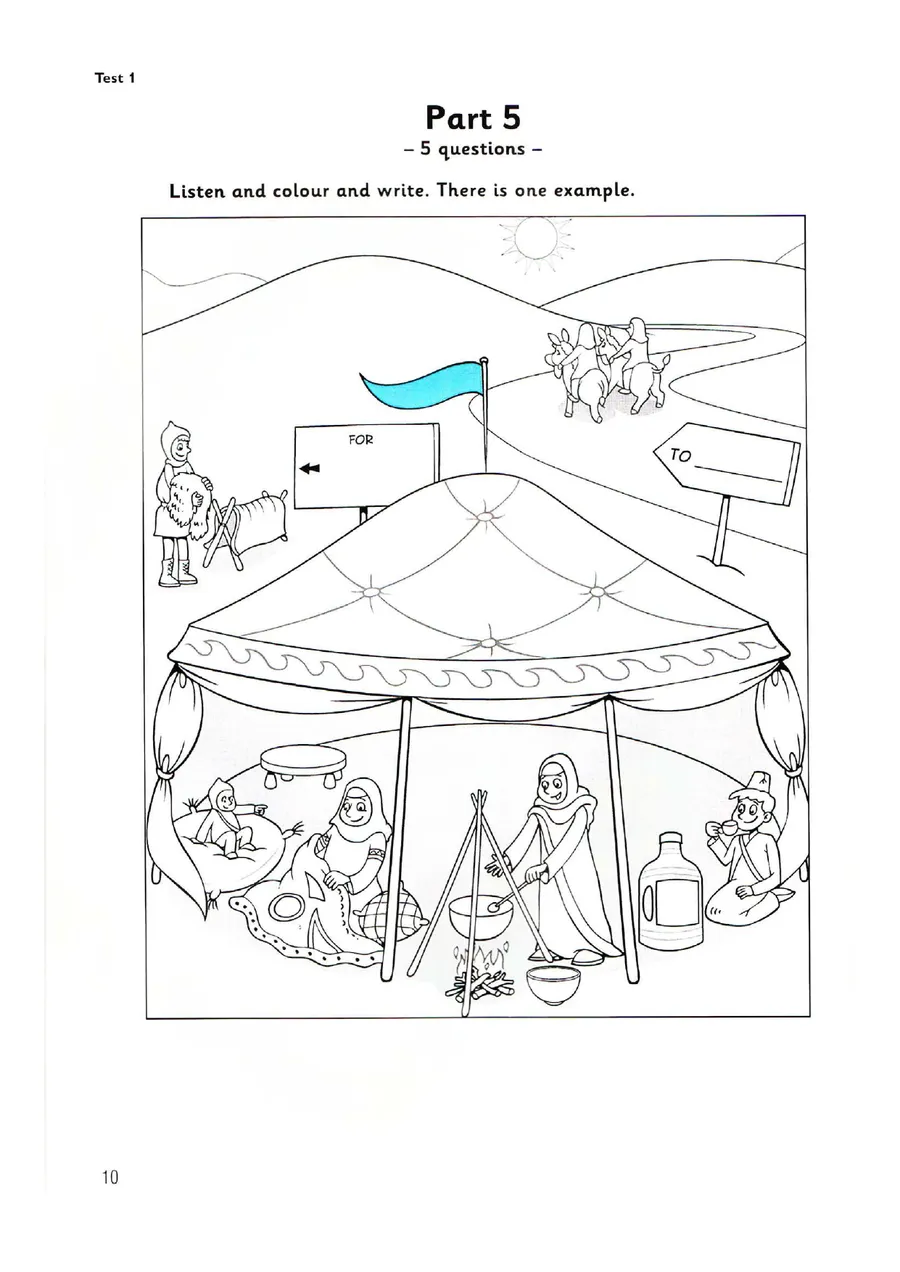 Test 1
Part 5
– 5 questions –
Listen and colour and write. There is one example.
FOR
TO
10